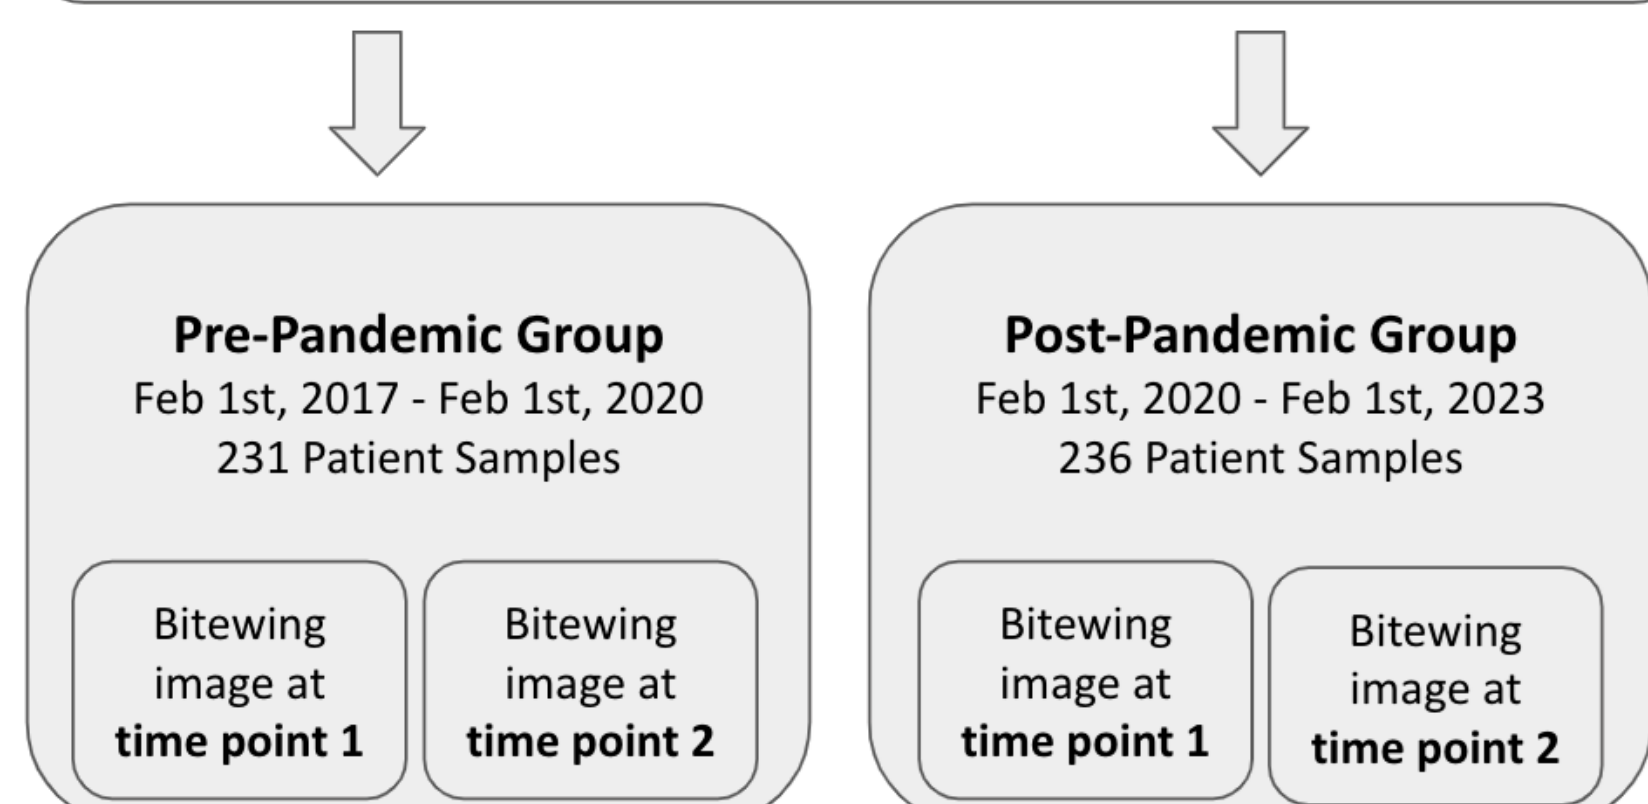 Pre-Pandemic Group
Feb 1st, 2017 - Feb 1st, 2020
231 Patient Samples
Bitewing
image at
time point 1
Bitewing
image at
time point 2
Post-Pandemic Group
Feb 1st, 2020 - Feb 1st, 2023
236 Patient Samples
Bitewing
image at
time point 1
Bitewing
image at
time point 2